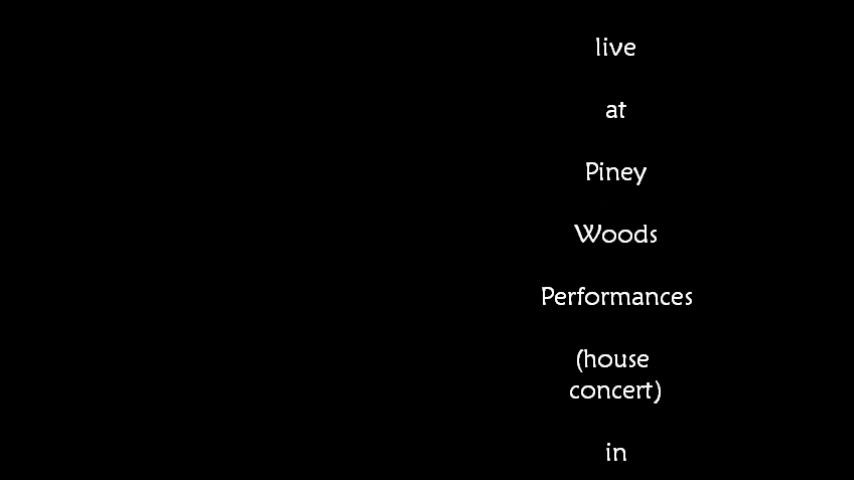 live
at
Piney
Woods
Performances
(house
concert)
in